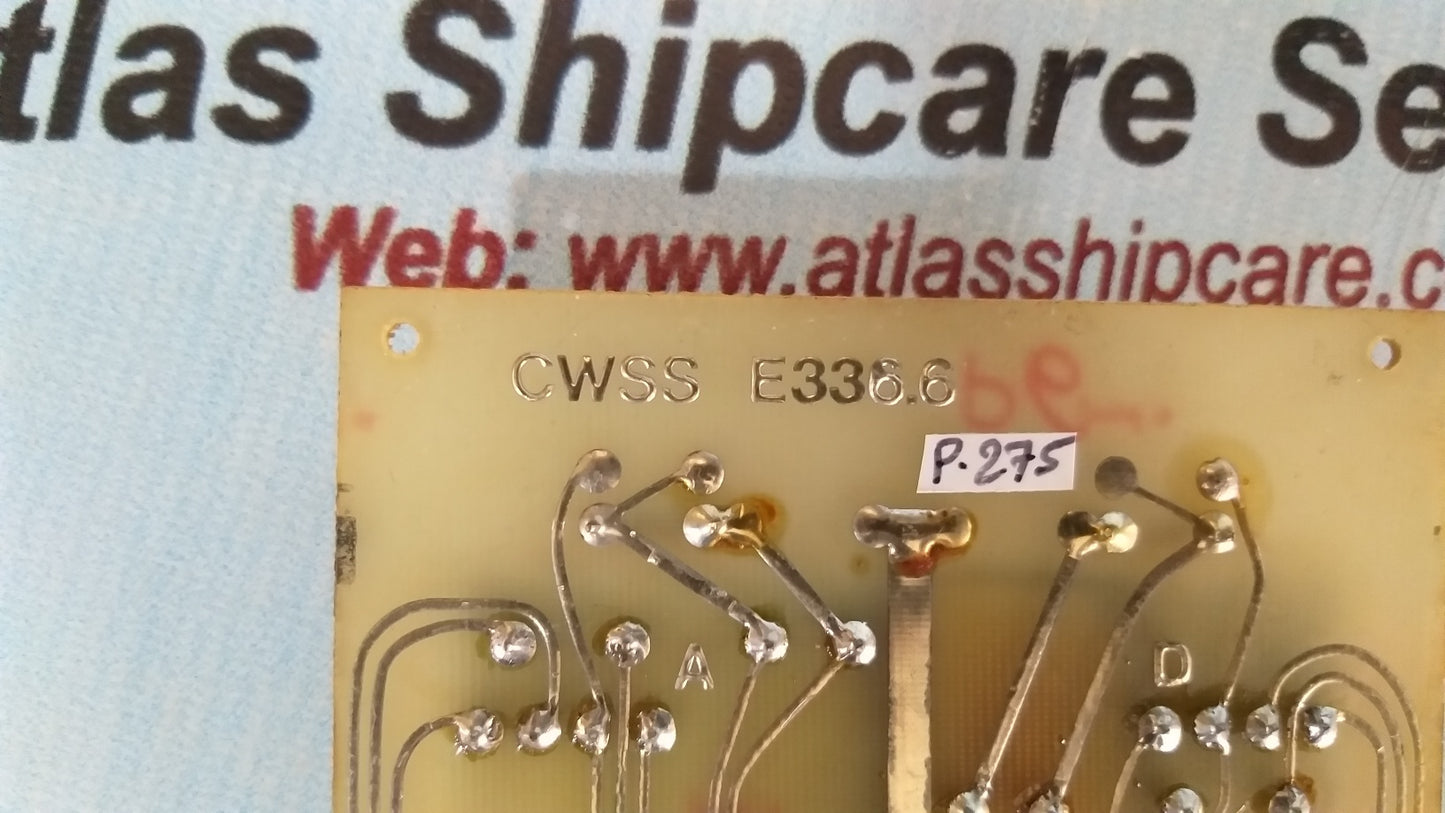 tlas Shipcare Se
Web: www.atlasshipcare.c
CWSS E336.6
P.275
A
D